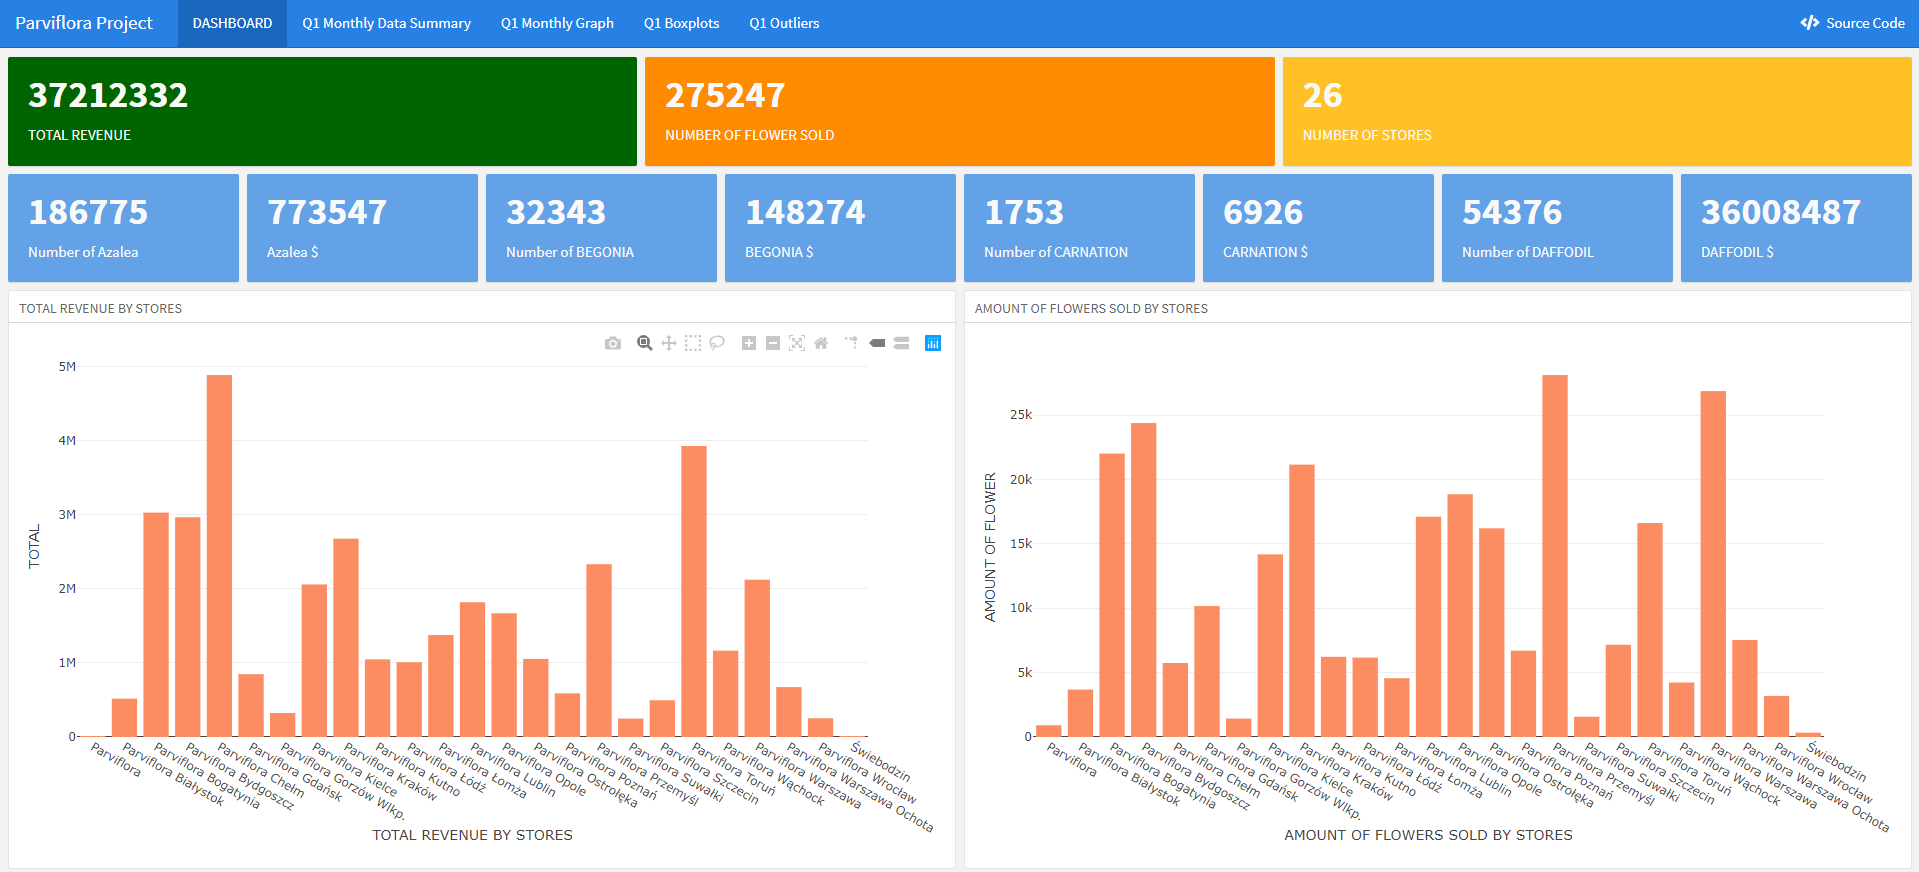 Parviflora Project
DASHBOARD
Q1 Monthly Data Summary
Q1 Monthly Graph
Q1 Boxplots
Q1 Outliers
Source Code
37212332
TOTAL REVENUE
275247
NUMBER OF FLOWER SOLD
26
NUMBER OF STORES
186775
Number of Azalea
773547
Azalea $
32343
Number of BEGONIA
148274
BEGONIA $
1753
Number of CARNATION
6926
CARNATION $
54376
Number of DAFFODIL
36008487
DAFFODIL $
TOTAL REVENUE BY STORES
5M
4M
3M
2M
1M
0
TOTAL
Parviflora
Parviflora Białystok
Parviflora Bogatynia
Parviflora Bydgoszcz
Parviflora Chełm
Parviflora Gdańsk
Parviflora Gorzów Wlkp.
Parviflora Kielce
Parviflora Kraków
Parviflora Kutno
Parviflora Łódź
Parviflora Łomża
Parviflora Lublin
Parviflora Opole
Parviflora Ostrołęka
Parviflora Poznań
Parviflora Przemyśl
Parviflora Suwałki
Parviflora Szczecin
Parviflora Toruń
Parviflora Wąchock
Parviflora Warszawa
Parviflora Warszawa Ochota
Parviflora Wrocław
Świebodzin
TOTAL REVENUE BY STORES
AMOUNT OF FLOWERS SOLD BY STORES
25k
20k
15k
10k
5k
0
AMOUNT OF FLOWER
Parviflora
Parviflora Białystok
Parviflora Bogatynia
Parviflora Bydgoszcz
Parviflora Chełm
Parviflora Gdańsk
Parviflora Gorzów Wlkp.
Parviflora Kielce
Parviflora Kraków
Parviflora Kutno
Parviflora Łódź
Parviflora Łomża
Parviflora Lublin
Parviflora Opole
Parviflora Ostrołęka
Parviflora Poznań
Parviflora Przemyśl
Parviflora Suwałki
Parviflora Szczecin
Parviflora Toruń
Parviflora Wąchock
Parviflora Warszawa
Parviflora Warszawa Ochota
Parviflora Wrocław
Świebodzin
AMOUNT OF FLOWERS SOLD BY STORES